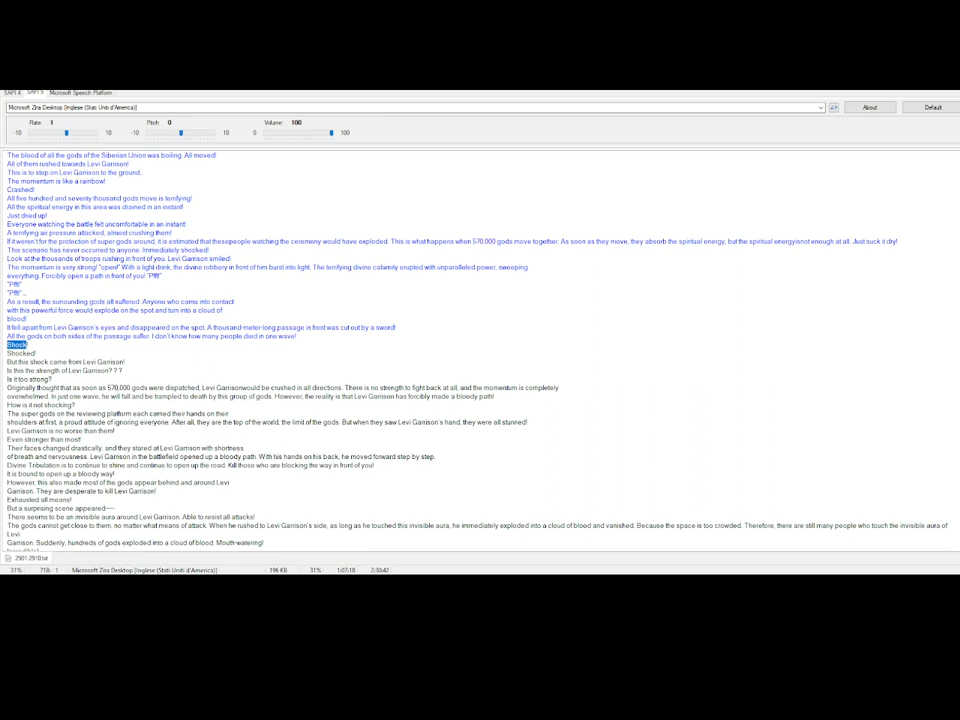 SAPI 4 SAPI 5 Microsoft Speech Platform
Microsoft Zira Desktop [Inglese (Stati Uniti d'America)]
About
Default
Rate: 1
Pitch: 0
Volume: 100
-10 10 -10 10 0 100
The blood of all the gods of the Siberian Union was boiling. All moved!
All of them rushed towards Levi Garrison!
This is to step on Levi Garrison to the ground..
The momentum is like a rainbow!
Crashed!
All five hundred and seventy thousand gods move is terrifying!
All the spiritual energy in this area was drained in an instant!
Just dried up!
Everyone watching the battle felt uncomfortable in an instant!
A terrifying air pressure attacked, almost crushing them!
If it weren't for the protection of super gods around, it is estimated that thesepeople watching the ceremony would have exploded. This is what happens when 570,000 gods move together. As soon as they move, they absorb the spiritual energy, but the spiritual energyisnot enough at all. Just suck it dry!
This scenario has never occurred to anyone. Immediately shocked!
Look at the thousands of troops rushing in front of you. Levi Garrison smiled!
The momentum is very strong! "open!" With a light drink, the divine robbery in front of him burst into light. The terrifying divine calamity erupted with unparalleled power, sweeping
everything. Forcibly open a path in front of you! "Pfft!"
"Pfft!"
"Pfft!" ..
As a result, the surrounding gods all suffered. Anyone who came into contact
with this powerful force would explode on the spot and turn into a cloud of
blood!
It fell apart from Levi Garrison's eyes and disappeared on the spot. A thousand-meter-long passage in front was cut out by a sword!
All the gods on both sides of the passage suffer. I don't know how many people died in one wave!
Shock
Shocked!
But this shock came from Levi Garrison!
Is this the strength of Levi Garrison? ? ?
Is it too strong?
Originally thought that as soon as 570,000 gods were dispatched, Levi Garrisonwould be crushed in all directions. There is no strength to fight back at all, and the momentum is completely
overwhelmed. In just one wave, he will fall and be trampled to death by this group of gods. However, the reality is that Levi Garrison has forcibly made a bloody path!
How is it not shocking?
The super gods on the reviewing platform each carried their hands on their
shoulders at first, a proud attitude of ignoring everyone. After all, they are the top of the world, the limit of the gods. But when they saw Levi Garrison's hand, they were all stunned!
Levi Garrison is no worse than them!
Even stronger than most!
Their faces changed drastically, and they stared at Levi Garrison with shortness
of breath and nervousness. Levi Garrison in the battlefield opened up a bloody path. With his hands on his back, he moved forward step by step.
Divine Tribulation is to continue to shine and continue to open up the road. Kill those who are blocking the way in front of you!
It is bound to open up a bloody way!
However, this also made most of the gods appear behind and around Levi
Garrison. They are desperate to kill Levi Garrison!
Exhausted all means!
But a surprising scene appeared----
There seems to be an invisible aura around Levi Garrison. Able to resist all attacks!
The gods cannot get close to them, no matter what means of attack. When he rushed to Levi Garrison's side, as long as he touched this invisible aura, he immediately exploded into a cloud of blood and vanished. Because the space is too crowded. Therefore, there are still many people who touch the invisible aura of
Levi
Garrison. Suddenly, hundreds of gods exploded into a cloud of blood. Mouth-watering!
2901-2910.txt
31% 718: 1 Microsoft Zira Desktop [Inglese (Stati Uniti d'America)] 196 KB 31% 1:07:18 2:30:42